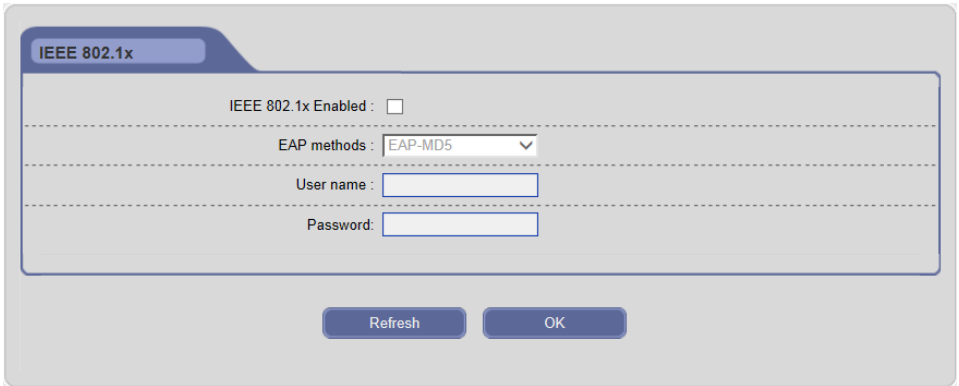 IEEE 802.1x
IEEE 802.1x Enabled :
EAP methods : EAP-MD5
User name :
Password:
Refresh OK